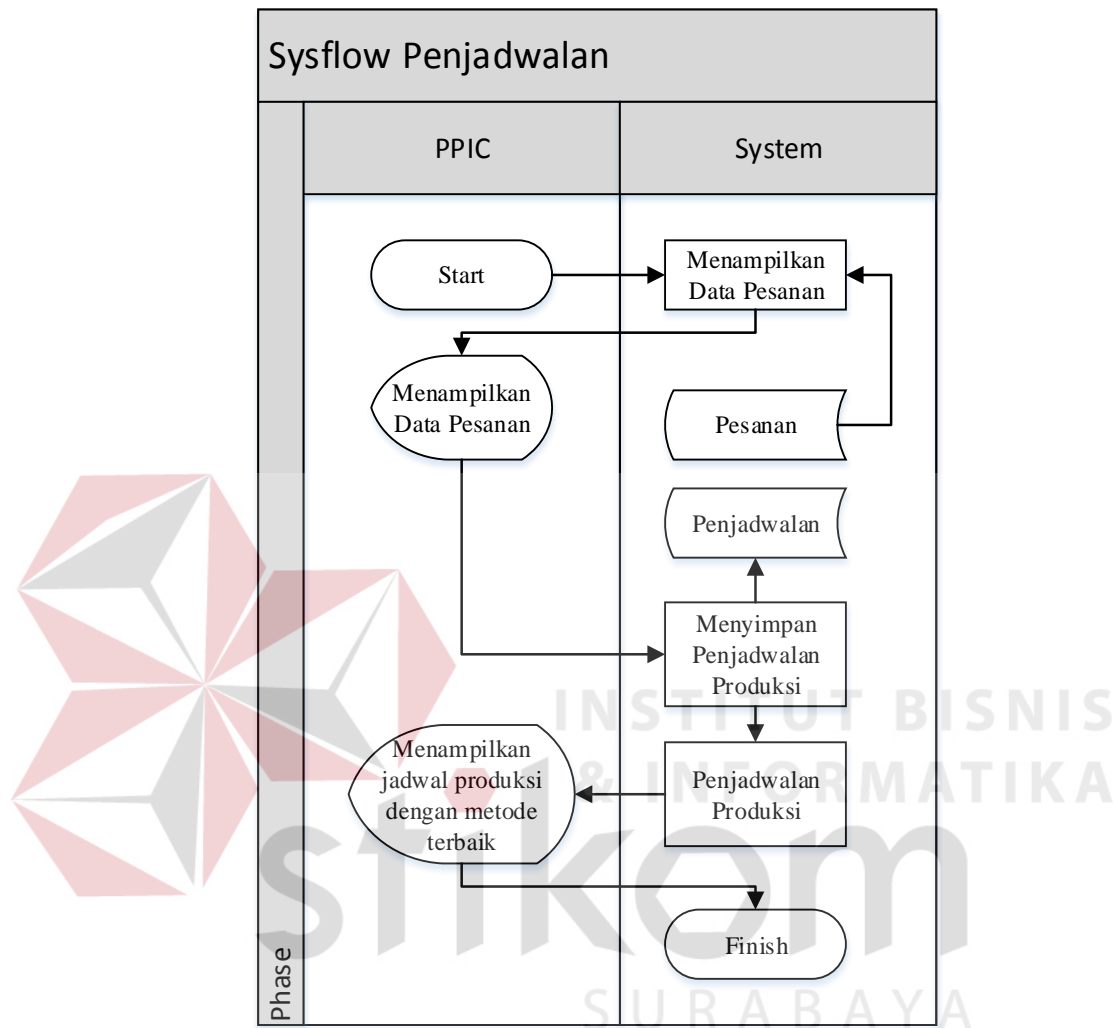 Sysflow Penjadwalan
PPIC
System
Start
Menampilkan
Data Pesanan
Menampilkan
Data Pesanan
Pesanan
Penjadwalan
Menyimpan
Penjadwalan
Produksi
Menampilkan
jadwal produksi
dengan metode
terbaik
Penjadwalan
Produksi
Finish
Phase
INSTITUT BISNIS
& INFORMATIKA
stikom
SURABAYA